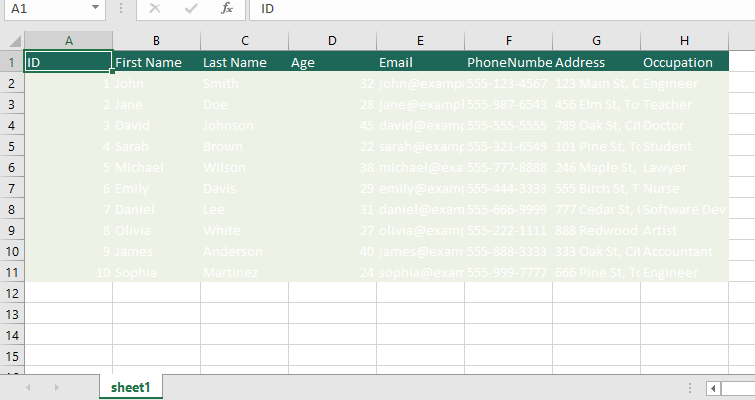 A1 fx ID
A B C D E F G H
1 ID First Name Last Name Age Email PhoneNumbe Address Occupation
2 1 John Smith 32 john@exampl 555-123-4567 123 Main St, C Engineer
3 2 Jane Doe 28 jane@exampl 555-987-6543 456 Elm St, To Teacher
4 3 David Johnson 45 david@examp 555-555-5555 789 Oak St, Cit Doctor
5 4 Sarah Brown 22 sarah@examp 555-321-6549 101 Pine St, To Student
6 5 Michael Wilson 38 michael@exam 555-777-8888 246 Maple St, Lawyer
7 6 Emily Davis 29 emily@examp 555-444-3333 555 Birch St, T Nurse
8 7 Daniel Lee 31 daniel@exam 555-666-9999 777 Cedar St, Software Dev
9 8 Olivia White 27 olivia@examp 555-222-1111 888 Redwood Artist
10 9 James Anderson 40 james@exam 555-888-3333 333 Oak St, Cit Accountant
11 10 Sophia Martinez 24 sophia@exam 555-999-7777 666 Pine St, To Engineer
12
13
14
15
sheet1